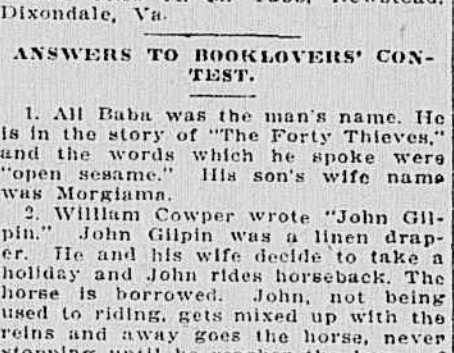 Dixondale, Va.
ANSWERS TO BOOKLOVERS' CON-
TEST.
1. Ali Baba was the man's name. He
is in the story of "The Forty Thieves,"
and the words which he spoke were
"open sesame." His son's wife name
was Morgiama.
2. William Cowper wrote "John Gil-
pin." John Gilpin was a linen drap-
er. He and his wife decide to take a
holiday and John rides horseback. The
horse is borrowed. John, not being
used to riding, gets mixed up with the
reins and away goes the horse, never